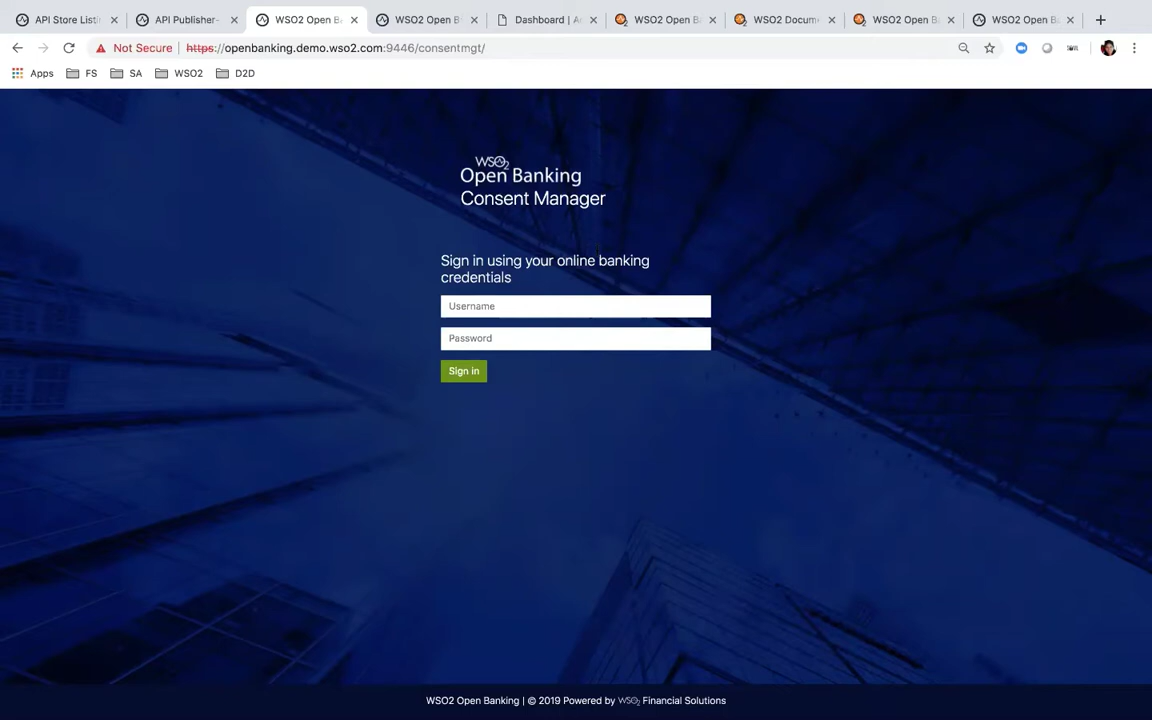 API Store Listi
API Publisher-
WSO2 Open Ba
WSO2 Open B
Dashboard | A
WSO2 Open B
WSO2 Docum
WSO2 Open Ba
WSO2 Open B
Not Secure
https://openbanking.demo.wso2.com:9446/consentmgt/
Apps
FS
SA
WSO2
D2D
WSO2
Open Banking
Consent Manager
Sign in using your online banking
credentials
Username
Password
Sign in
WSO2 Open Banking | © 2019 Powered by WSO2 Financial Solutions